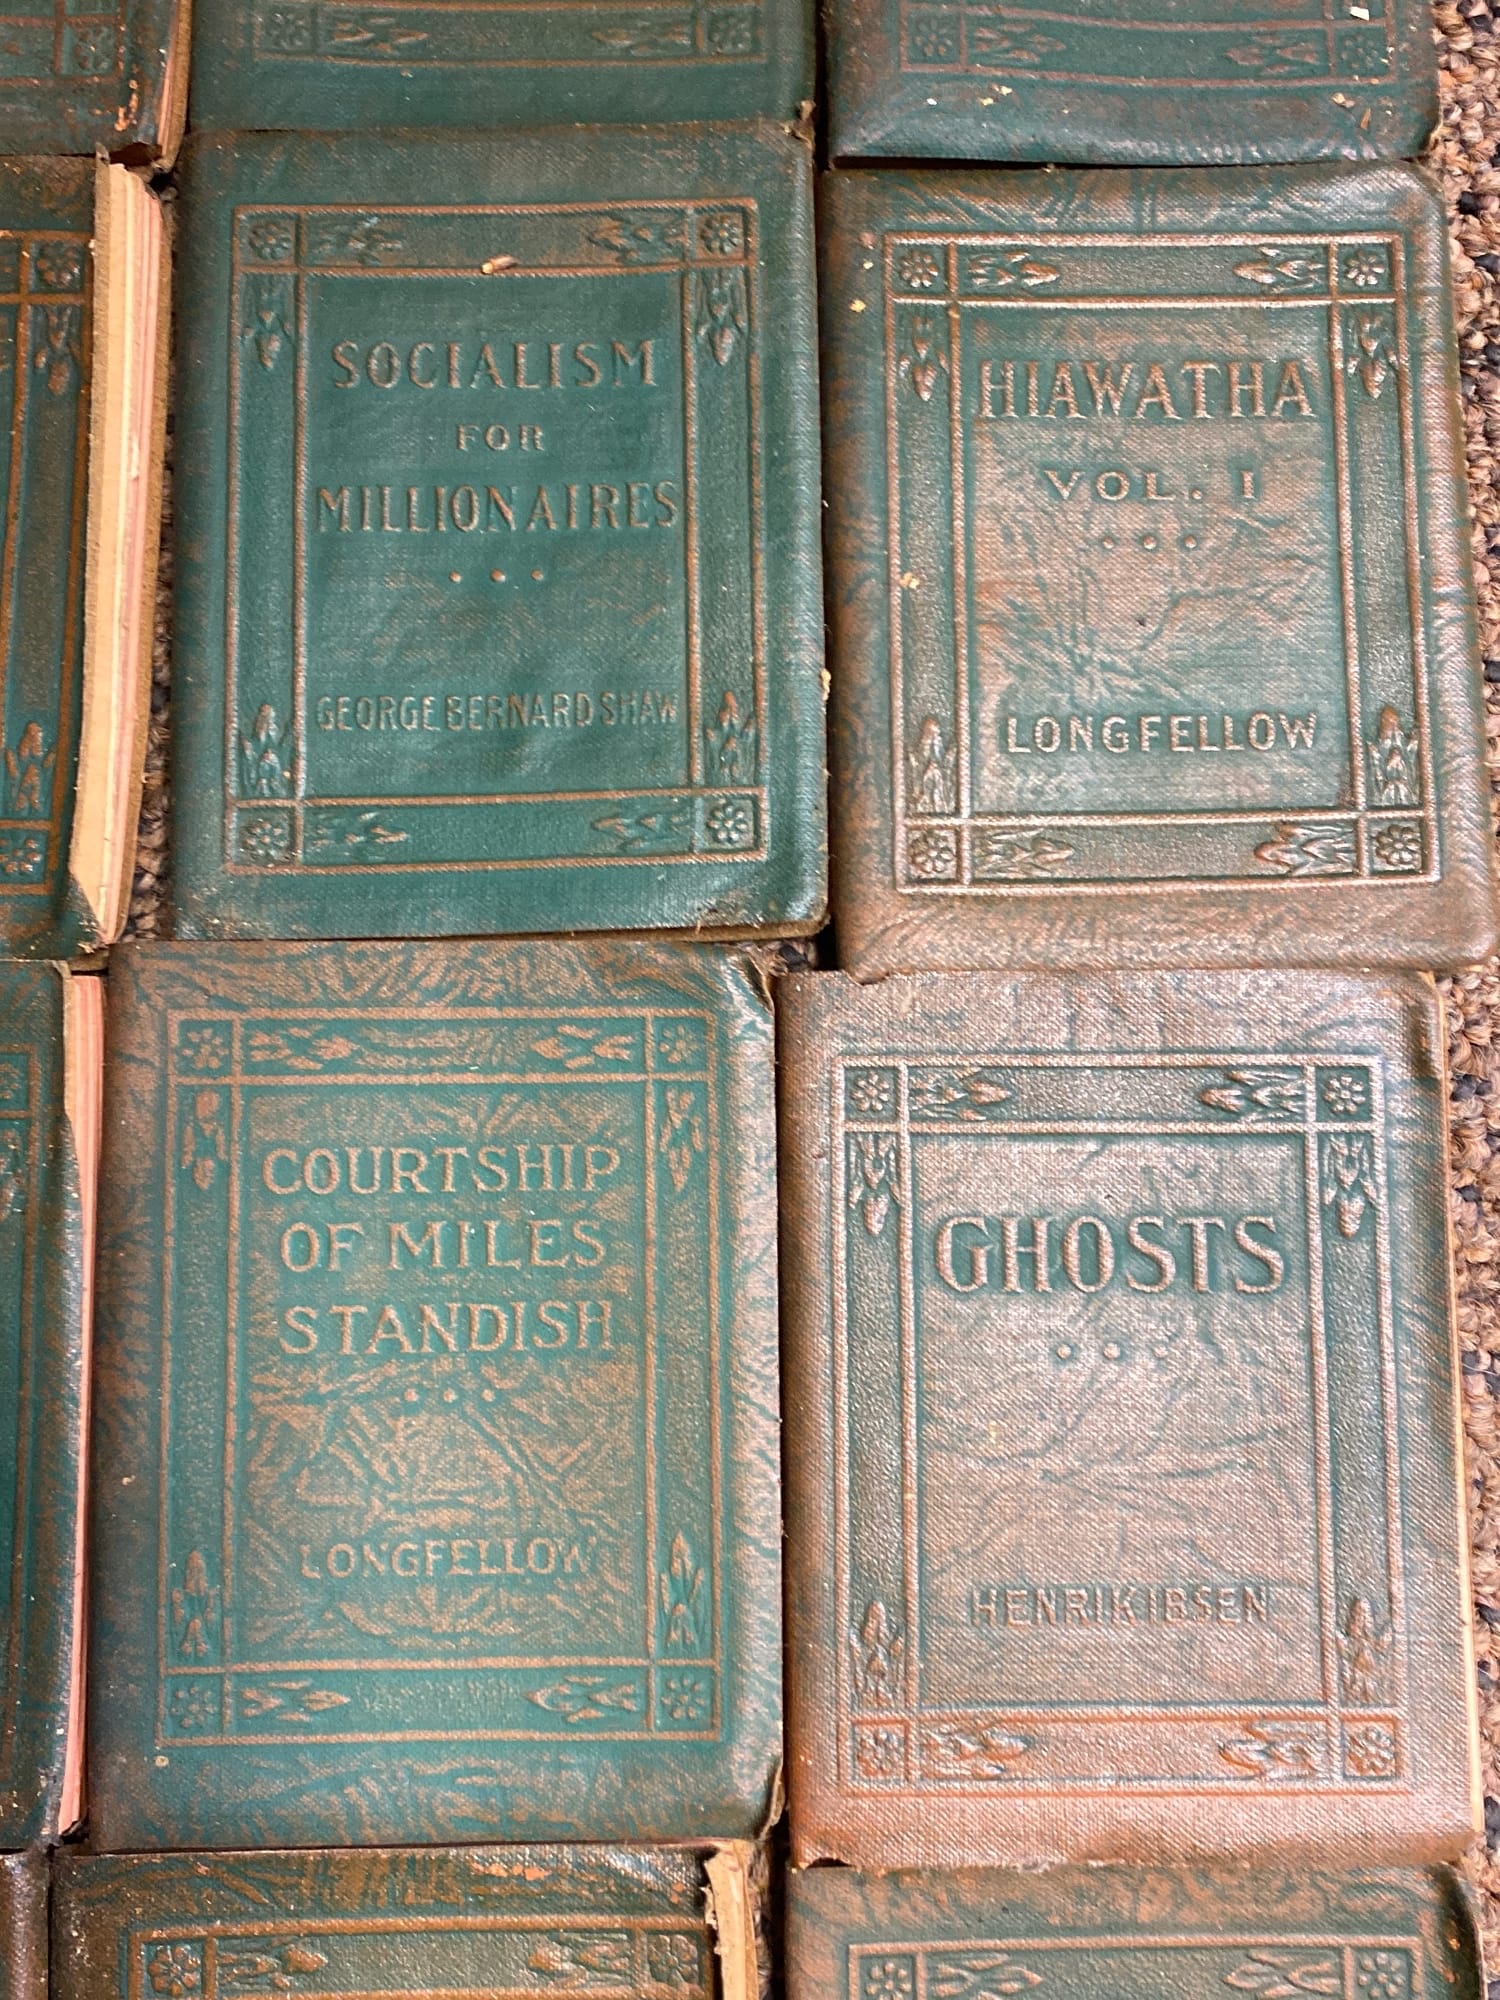 SOCIALISM
FOR
MILLIONAIRES
GEORGE BERNARD SHAW
HIAWATHA
VOL. I
LONGFELLOW
COURTSHIP
OF MILES
STANDISH
LONGFELLOW
GHOSTS
HENRIK IBSEN